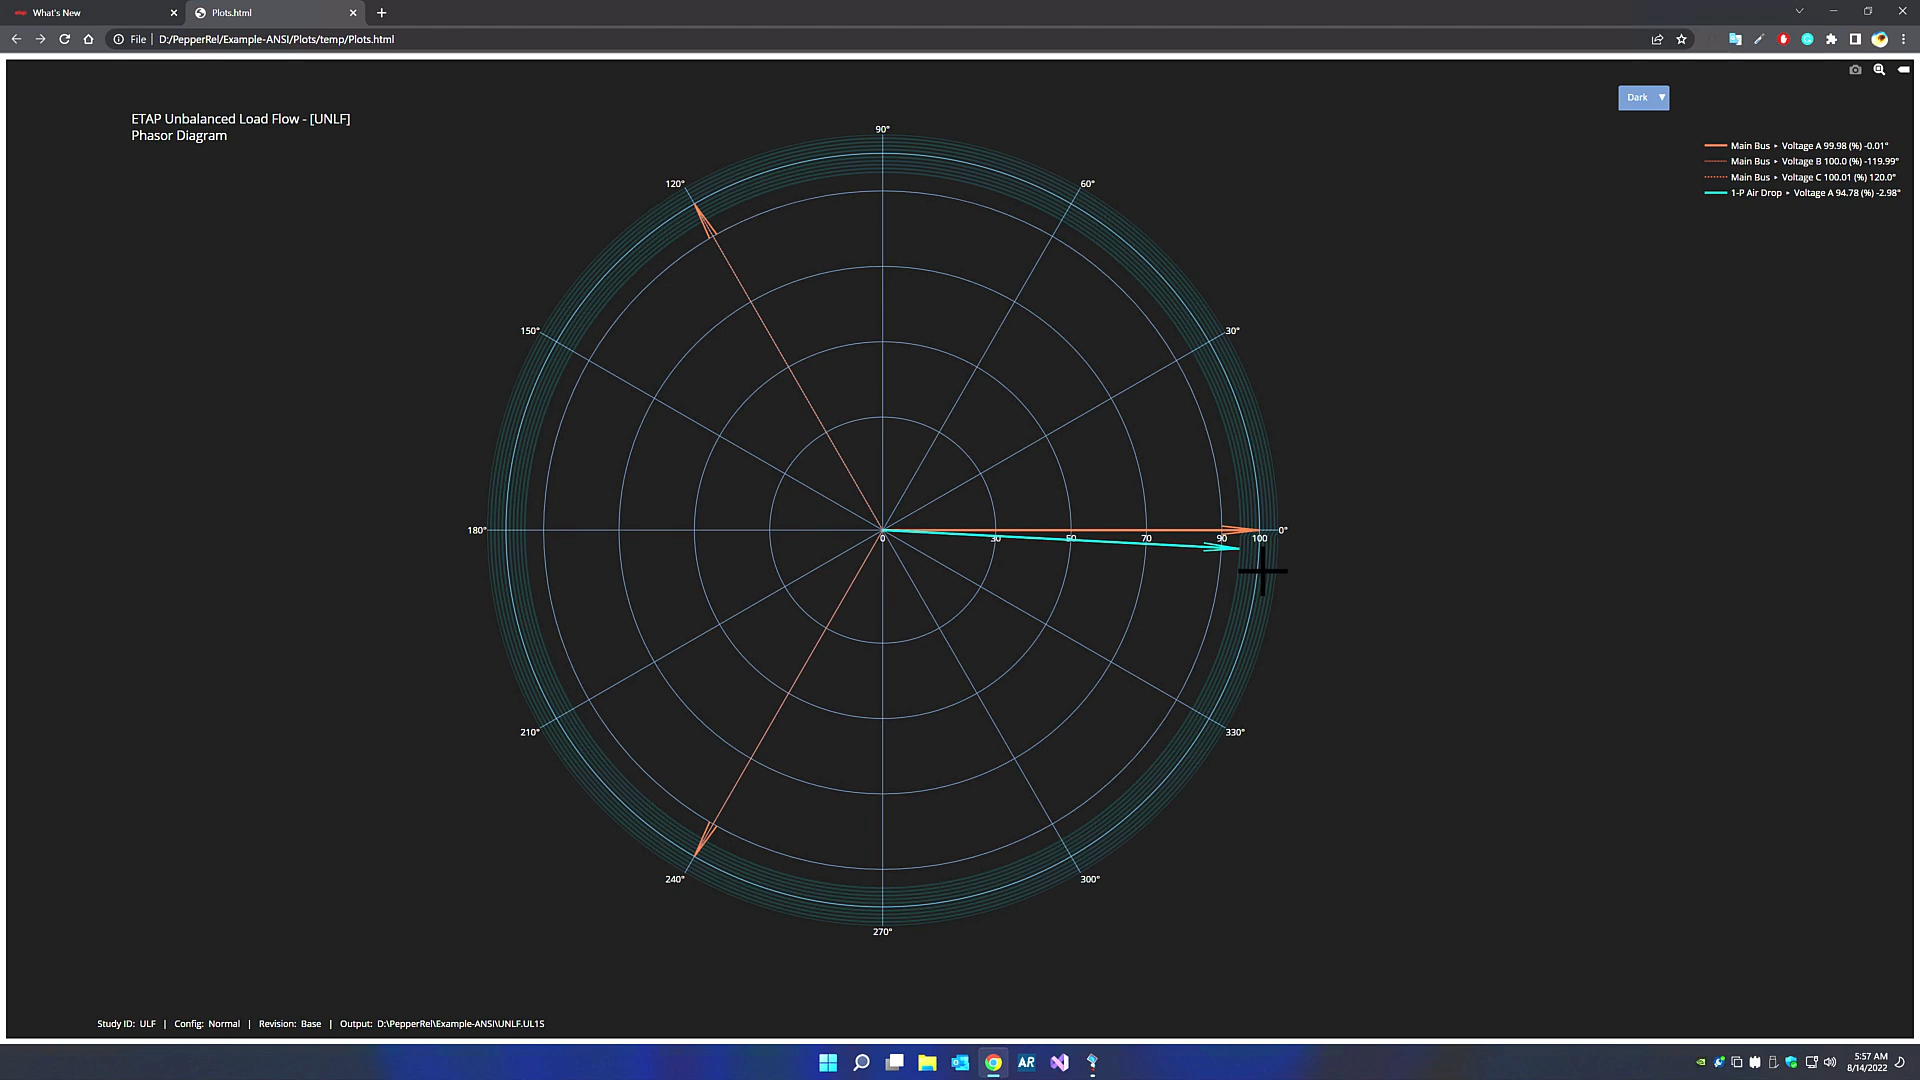 What's New
Plots.html
File
D:/PepperRel/Example-ANSI/Plots/temp/Plots.html
Dark
ETAP Unbalanced Load Flow - [UNLF]
Phasor Diagram
Main Bus ▸ Voltage A 99.98 (%) -0.01°
Main Bus ▸ Voltage B 100.0 (%) -119.99°
Main Bus ▸ Voltage C 100.01 (%) 120.0°
1-P Air Drop ▸ Voltage A 94.78 (%) -2.98°
90°
120°
60°
150°
30°
180°
0°
0
30
50
70
90
100
210°
330°
240°
300°
270°
Study ID: ULF | Config: Normal | Revision: Base | Output: D:\PepperRel\Example-ANSI\UNLF.UL1S
AR
5:57 AM
8/14/2022